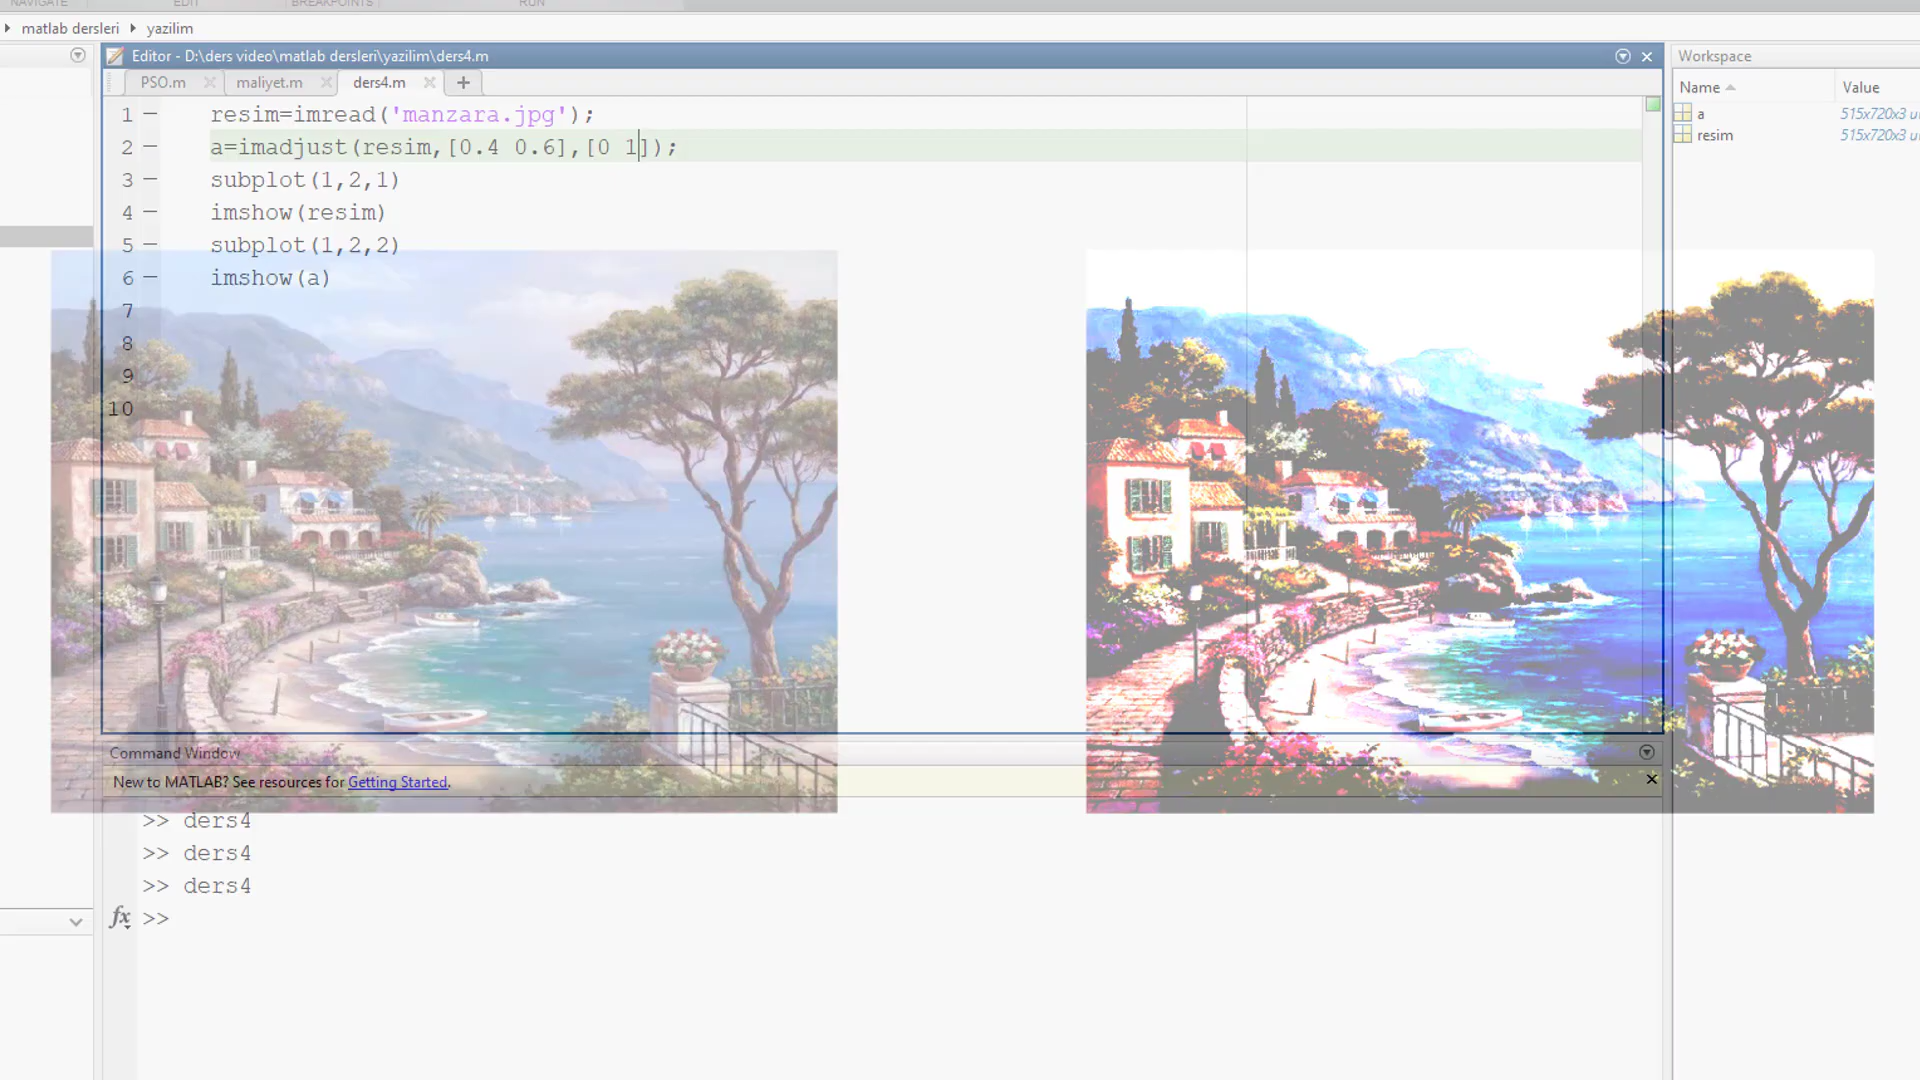 NAVIGATE EDIT BREAKPOINTS RUN
matlab dersleri yazilim
Editor - D:\ders video\matlab dersleri\yazilim\ders4.m
PSO.m maliyet.m ders4.m
1 resim=imread('manzara.jpg');
2 a=imadjust(resim,[0.4 0.6],[0 1]);
3 subplot(1,2,1)
4 imshow(resim)
5 subplot(1,2,2)
6 imshow(a)
7
8
9
10
Command Window
New to MATLAB? See resources for Getting Started.
>> ders4
>> ders4
>> ders4
fx >>
Workspace
Name Value
a 515x720x3 u
resim 515x720x3 u